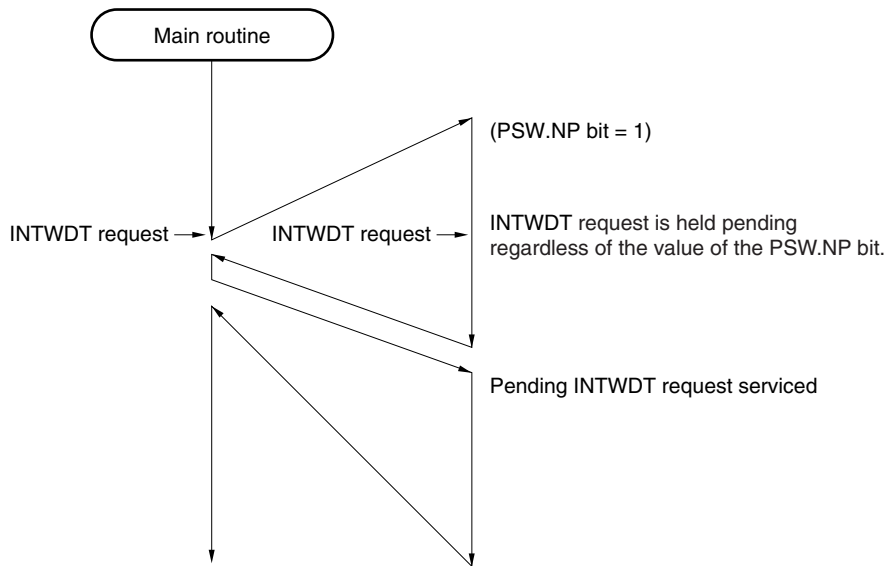 Main routine
(PSW.NP bit = 1)
INTWDT request
INTWDT request
INTWDT request is held pending
regardless of the value of the PSW.NP bit.
Pending INTWDT request serviced